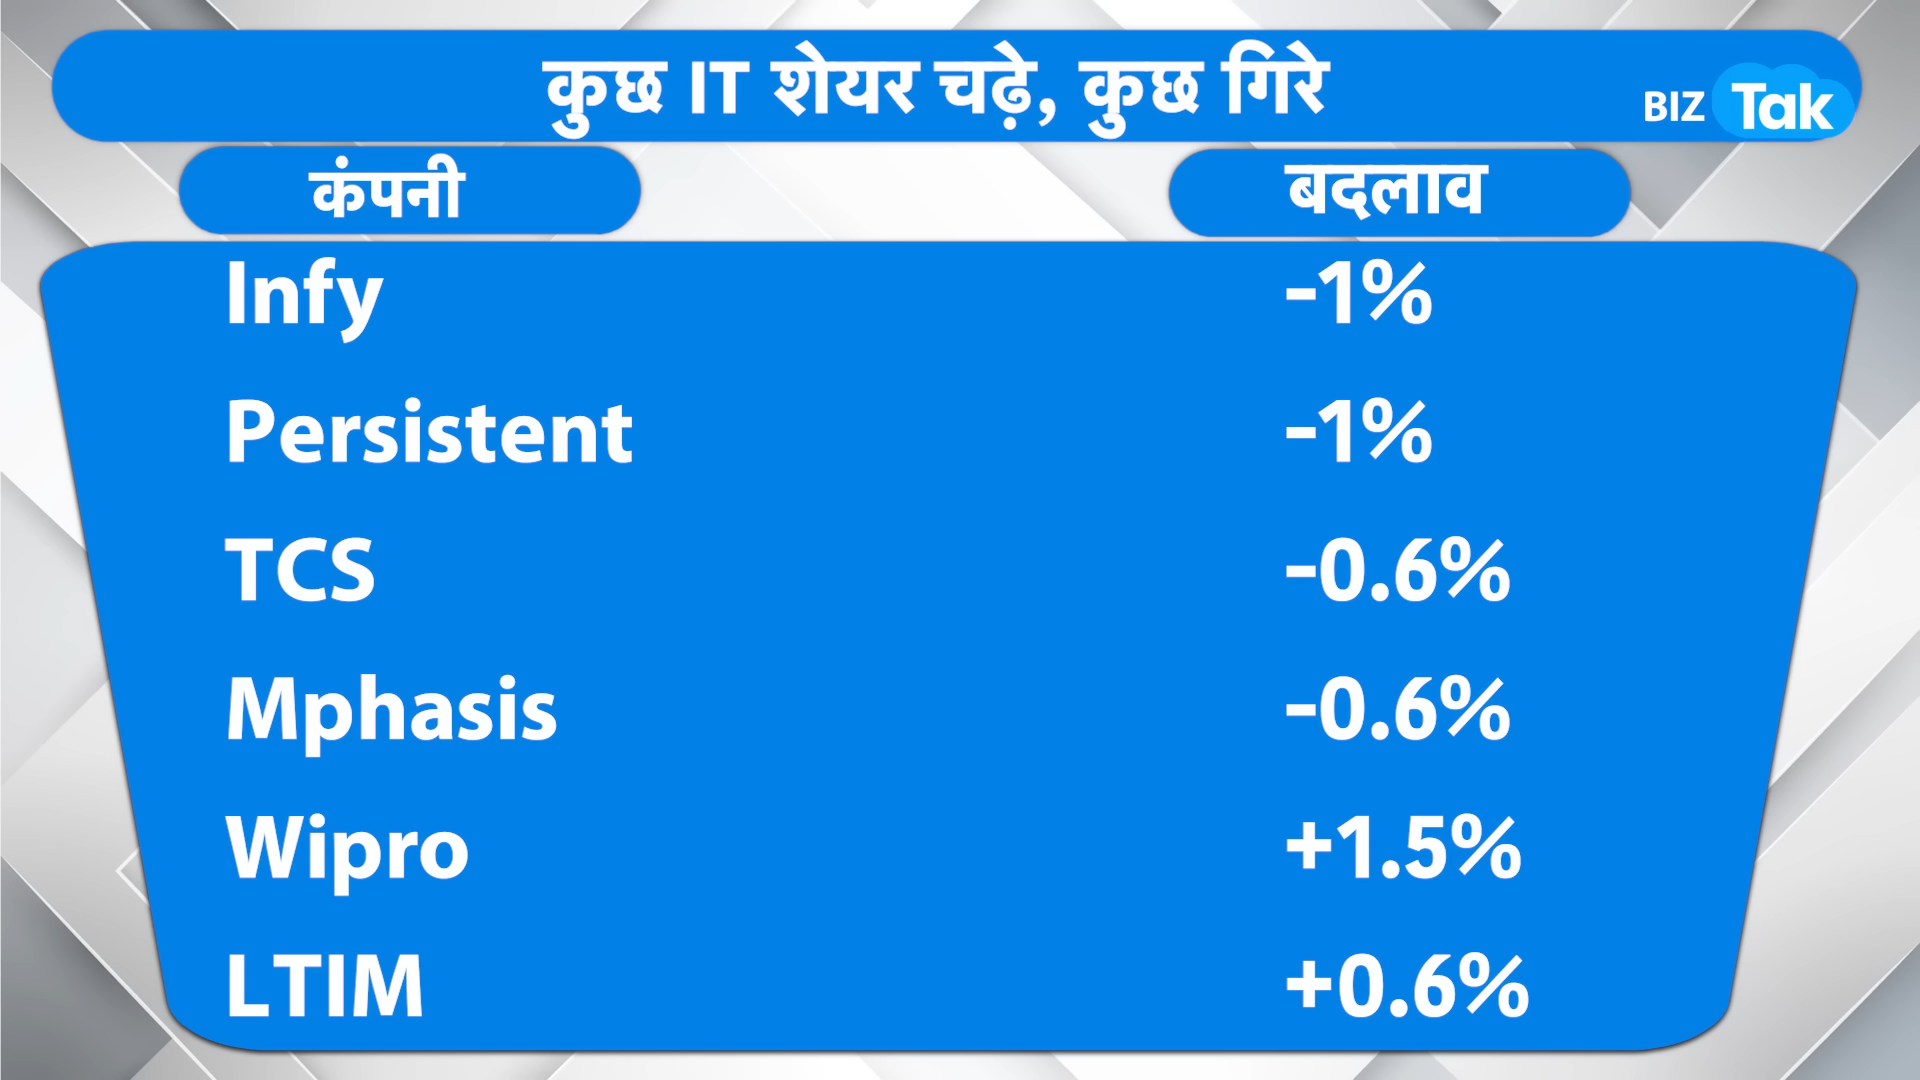 कुछ IT शेयर चढ़े, कुछ गिरे
BIZ Tak
कंपनी बदलाव
Infy -1%
Persistent -1%
TCS -0.6%
Mphasis -0.6%
Wipro +1.5%
LTIM +0.6%